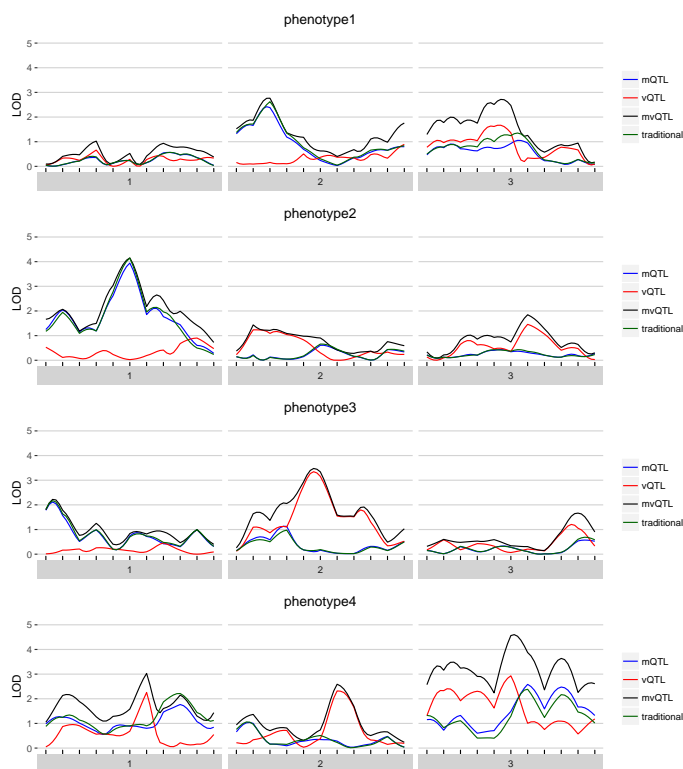 phenotype1
5
4
3
2
1
0
LOD
1
2
3
mQTL
vQTL
mvQTL
traditional
phenotype2
5
4
3
2
1
0
LOD
1
2
3
mQTL
vQTL
mvQTL
traditional
phenotype3
5
4
3
2
1
0
LOD
1
2
3
mQTL
vQTL
mvQTL
traditional
phenotype4
5
4
3
2
1
0
LOD
1
2
3
mQTL
vQTL
mvQTL
traditional